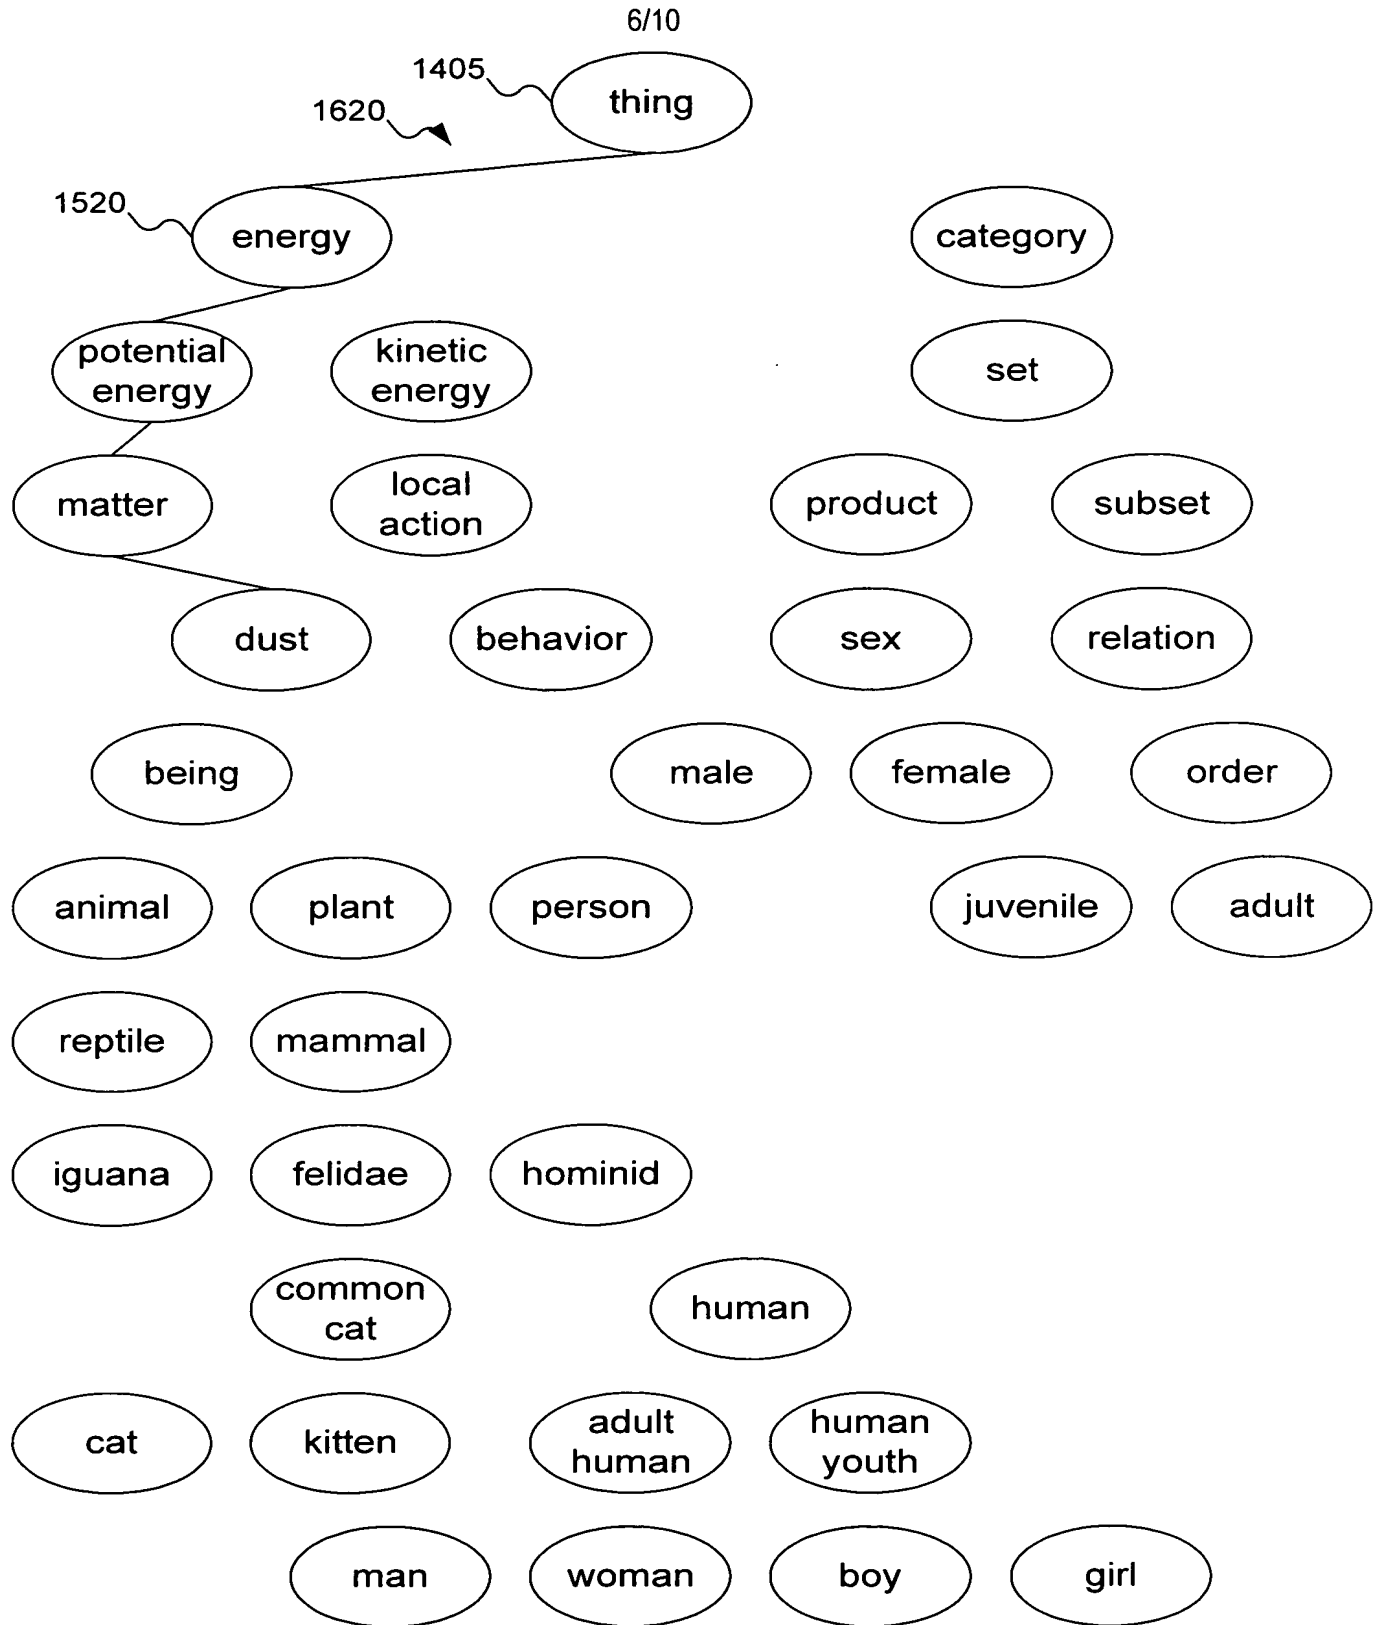 6/10
1405
thing
1620
1520
energy
category
potential
energy
kinetic
energy
set
matter
local
action
product
subset
dust
behavior
sex
relation
being
male
female
order
animal
plant
person
juvenile
adult
reptile
mammal
iguana
felidae
hominid
common
cat
human
cat
kitten
adult
human
human
youth
man
woman
boy
girl